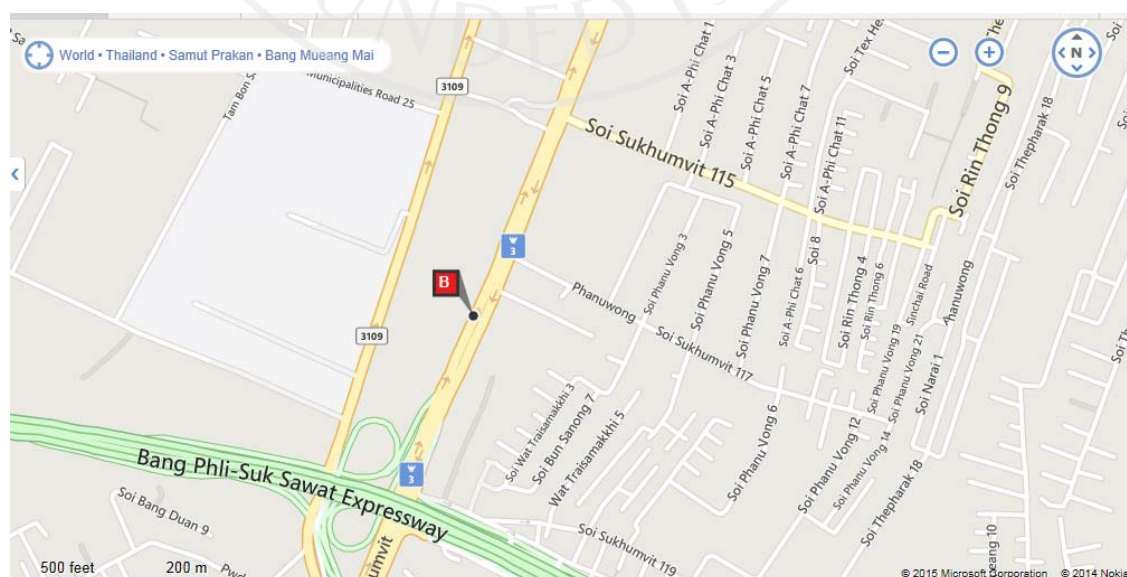 World • Thailand • Samut Prakan • Bang Mueang Mai
N
3109
Municipalities Road 25
Tam Bon
Soi A-Phi Chat 1
Soi A-Phi Chat 3
Soi A-Phi Chat 5
Soi A-Phi Chat 7
Soi A-Phi Chat 11
Soi Tex
Soi Rin Thong 9
Soi Thepharak 18
Soi
Soi Sukhumvit 115
3
B
3109
Phanuwong
Soi Phanu Vong 3
Soi Phanu Vong 5
Soi Phanu Vong 7
Soi A-Phi Chat 6
Soi 8
Soi Rin Thong 4
Soi Rin Thong 6
Sinchai Road
Phanuwong
Soi Sukhumvit 117
Soi Phanu Vong 19
Soi Phanu Vong 21
Soi Narai 1
Soi Wat Traisamakkhi 3
Soi Bun Sanong 7
Wat Traisamakkhi 5
Soi Phanu Vong 6
Soi Phanu Vong 12
Soi Phanu Vong 14
Soi Thepharak 18
3
Bang Phli-Suk Sawat Expressway
Soi Bang Duan 9
Soi Sukhumvit 119
umvit
eang 10
500 feet
200 m
© 2015 Microsoft Corporation © 2014 Nokia